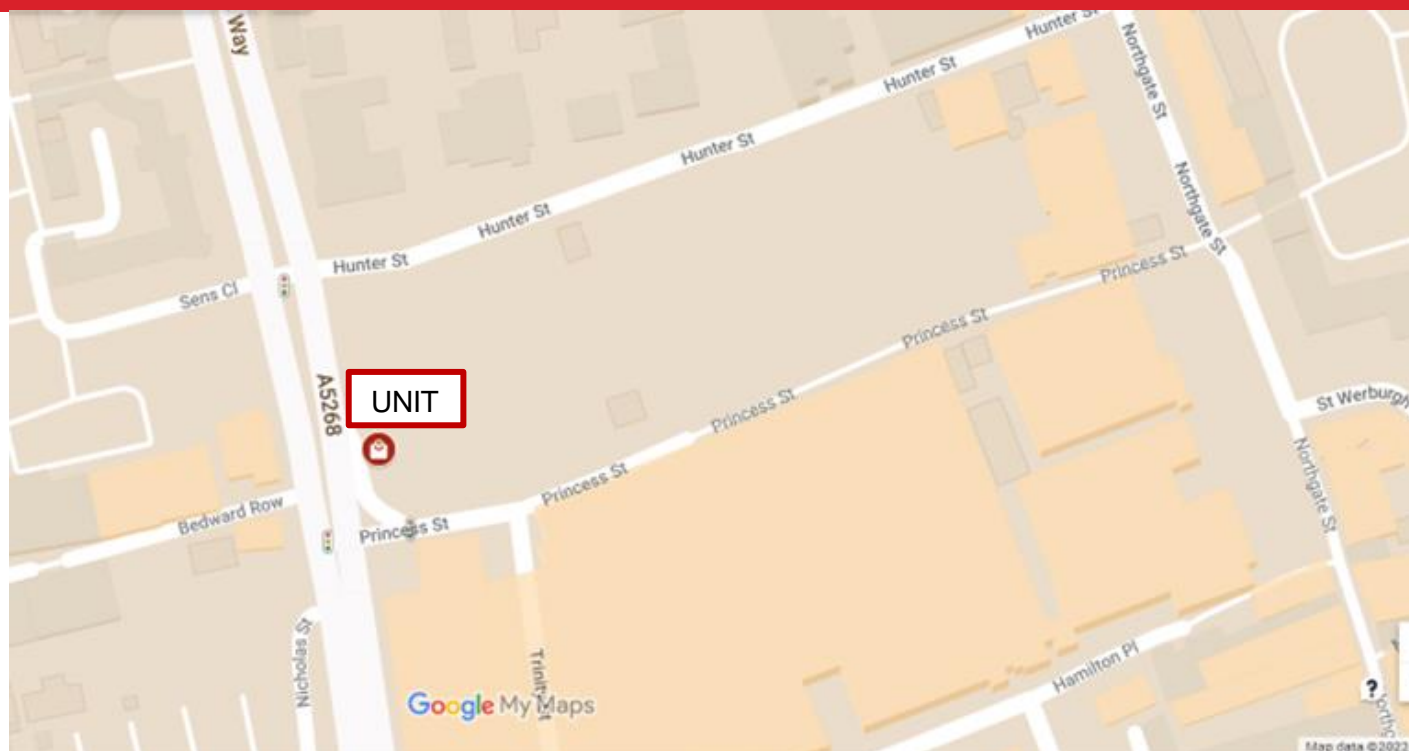 Way
Hunter St
Hunter St
Hunter St
Hunter St
Hunter St
Northgate St
Northgate St
Sens Cl
Princess St
Princess St
A5268
UNIT
Princess St
St Werburgh
Princess St
Northgate St
Bedward Row
Princess St
Nicholas St
Trinity St
Hamilton Pl
Google My Maps
?
Map data ©2023